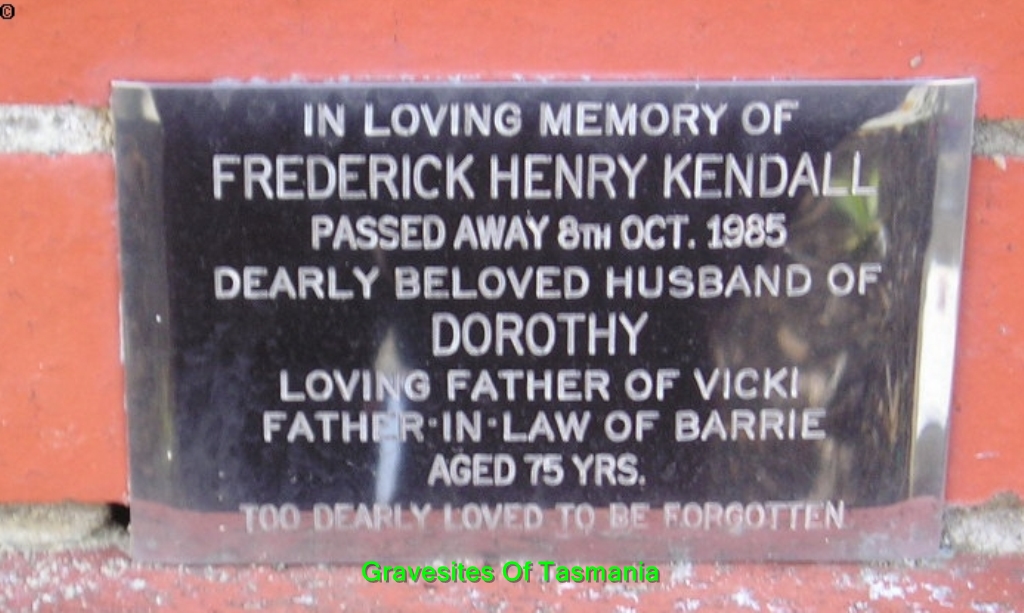 ©
IN LOVING MEMORY OF
FREDERICK HENRY KENDALL
PASSED AWAY 8TH OCT. 1985
DEARLY BELOVED HUSBAND OF
DOROTHY
LOVING FATHER OF VICKI
FATHER-IN-LAW OF BARRIE
AGED 75 YRS.
TOO DEARLY LOVED TO BE FORGOTTEN
Gravesites Of Tasmania